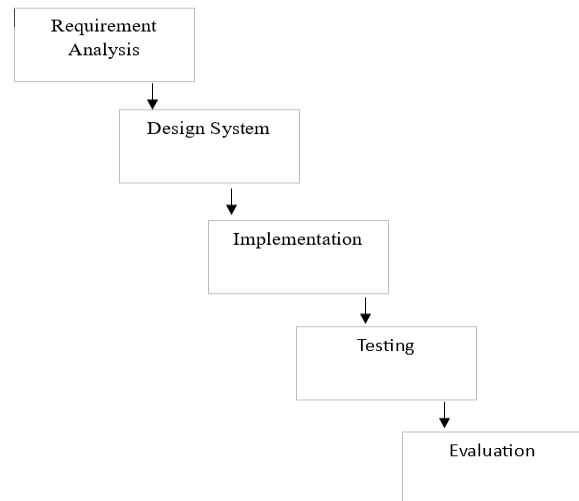 Requirement
Analysis
Design System
Implementation
Testing
Evaluation